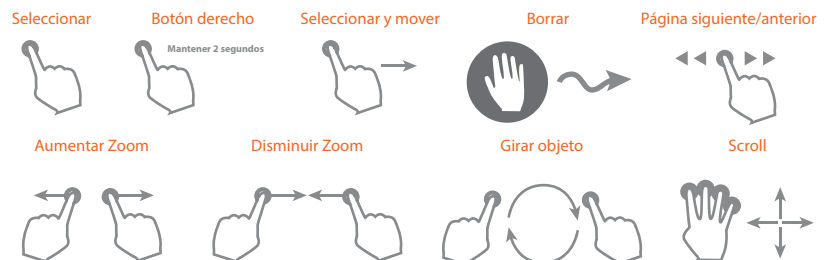 Seleccionar
Botón derecho
Seleccionar y mover
Borrar
Página siguiente/anterior
Mantener 2 segundos
Aumentar Zoom
Disminuir Zoom
Girar objeto
Scroll